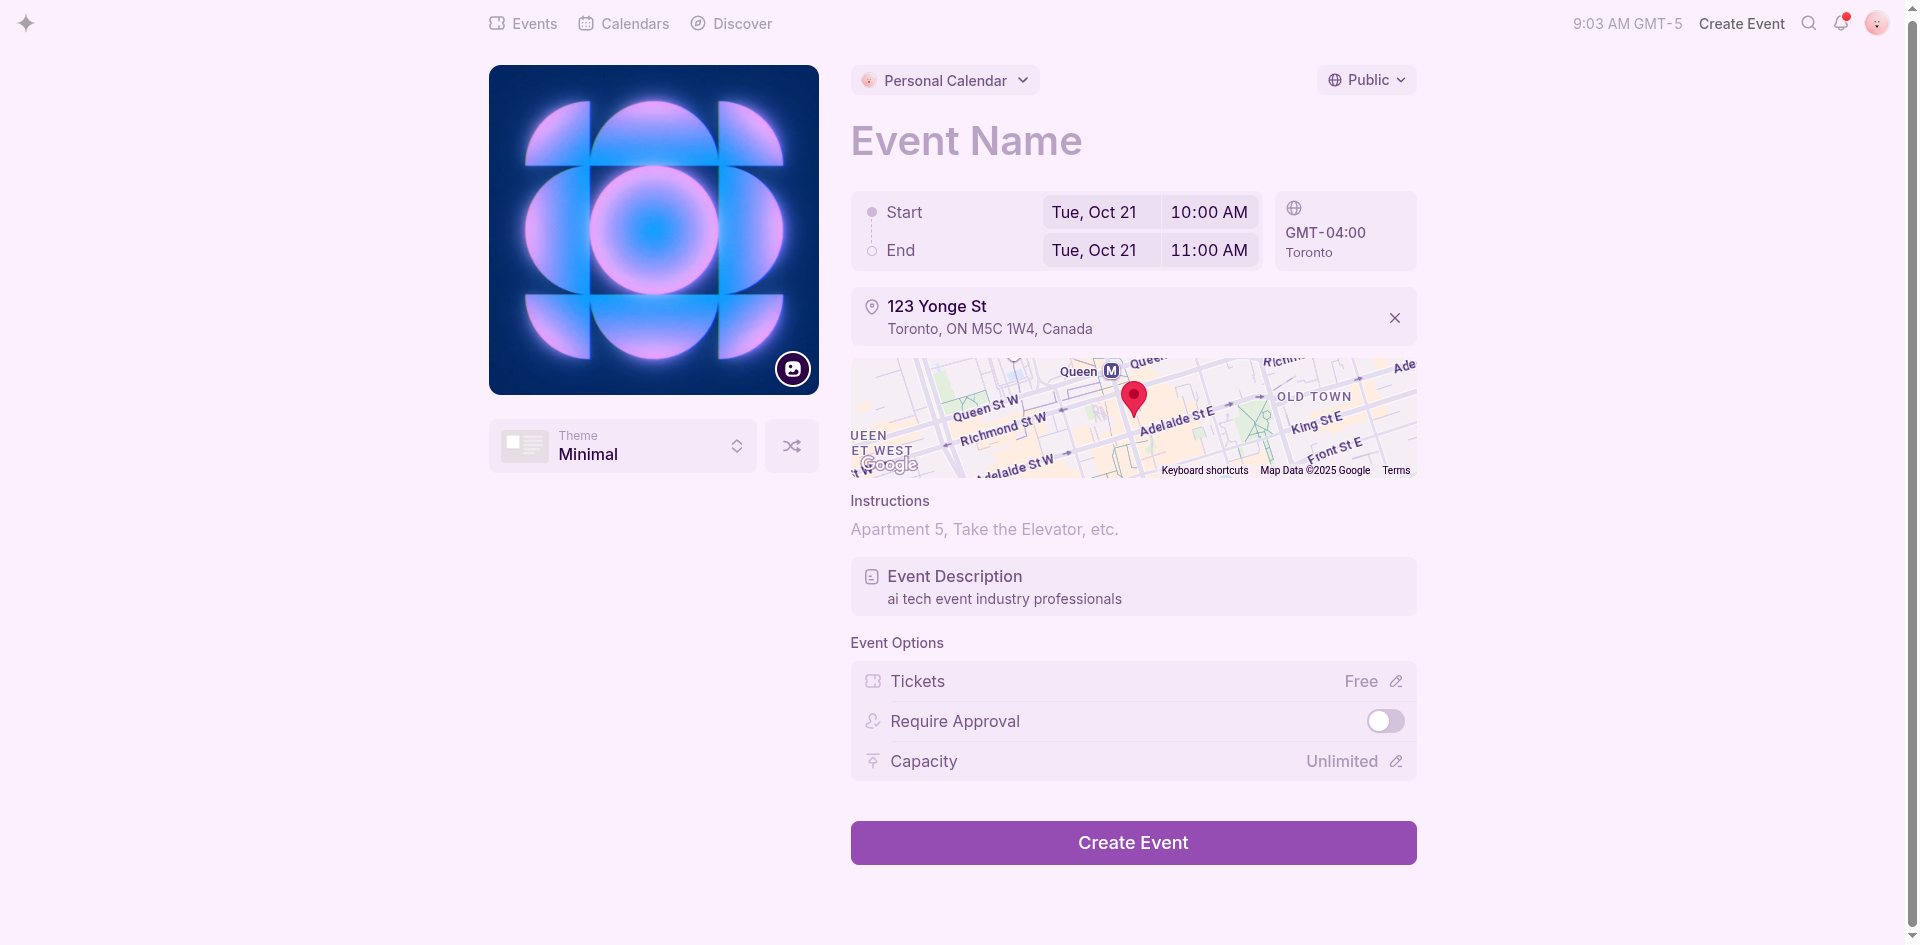 Events
Calendars
Discover
9:03 AM GMT-5
Create Event
Personal Calendar
Public
Event Name
Start
Tue, Oct 21
10:00 AM
End
Tue, Oct 21
11:00 AM
GMT-04:00
Toronto
123 Yonge St
Toronto, ON M5C 1W4, Canada
Queen
M
Queen
Richm
Ade
Queen St W
Richmond St W
Adelaide St E
OLD TOWN
King St E
Front St E
UEEN
ET WEST
t W
Adelaide St W
Google
Keyboard shortcuts
Map Data ©2025 Google
Terms
Theme
Minimal
Instructions
Apartment 5, Take the Elevator, etc.
Event Description
ai tech event industry professionals
Event Options
Tickets
Free
Require Approval
Capacity
Unlimited
Create Event